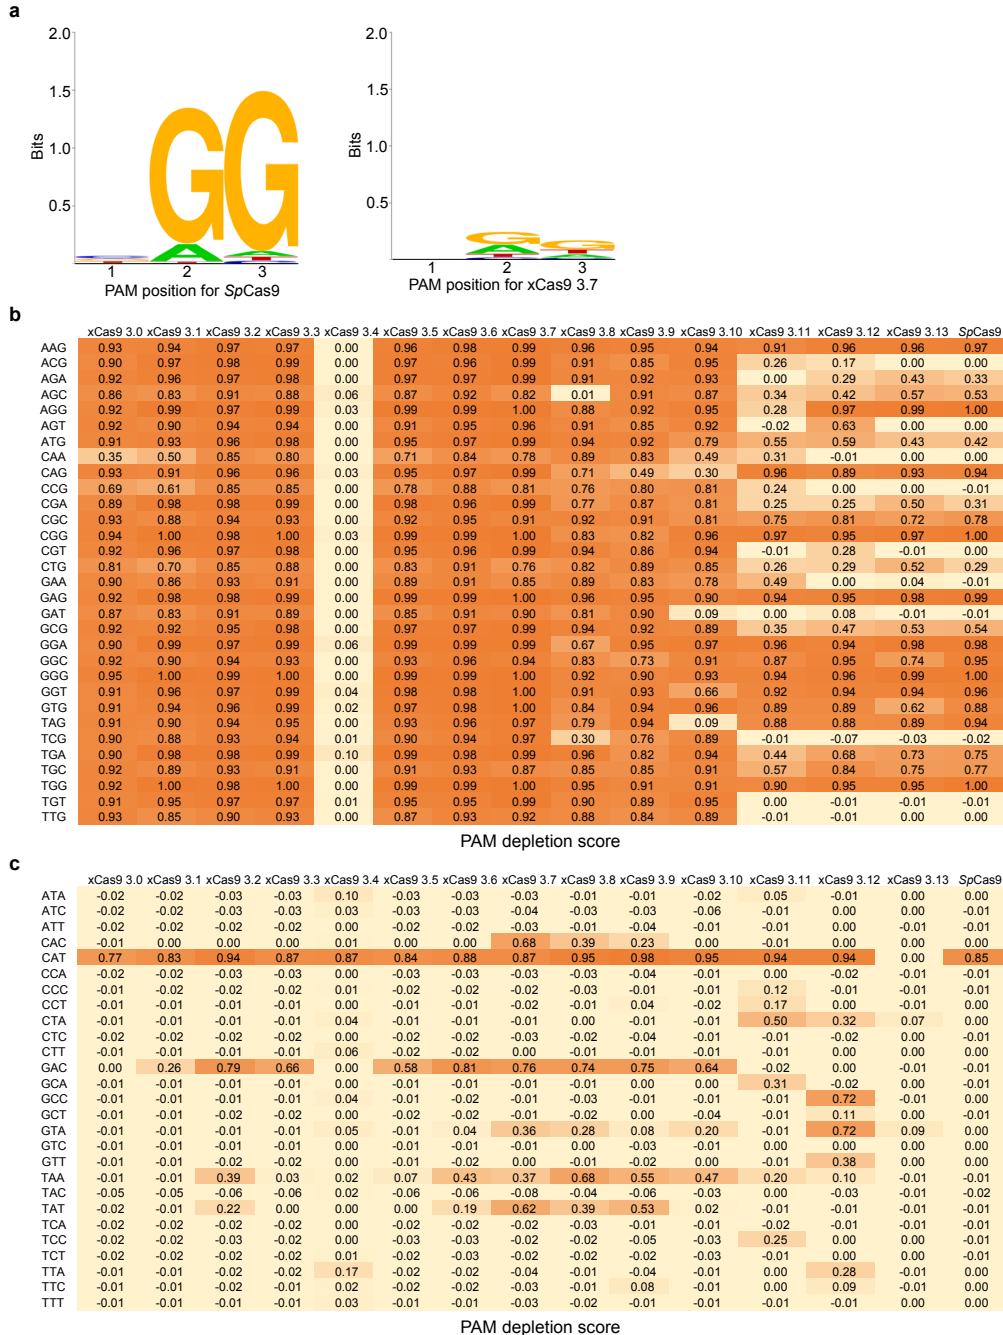 a
2.0
1.5
1.0
0.5
Bits
GG
A A
1 2 3
PAM position for SpCas9
2.0
1.5
1.0
0.5
Bits
G G
A
1 2 3
PAM position for xCas9 3.7
b
xCas9 3.0 xCas9 3.1 xCas9 3.2 xCas9 3.3 xCas9 3.4 xCas9 3.5 xCas9 3.6 xCas9 3.7 xCas9 3.8 xCas9 3.9 xCas9 3.10 xCas9 3.11 xCas9 3.12 xCas9 3.13 SpCas9
AAG 0.93 0.94 0.97 0.97 0.00 0.96 0.98 0.99 0.96 0.95 0.94 0.91 0.96 0.96 0.97
ACG 0.90 0.97 0.98 0.99 0.00 0.97 0.96 0.99 0.91 0.85 0.95 0.26 0.17 0.00 0.00
AGA 0.92 0.96 0.97 0.98 0.00 0.97 0.97 0.99 0.91 0.92 0.93 0.00 0.29 0.43 0.33
AGC 0.86 0.83 0.91 0.88 0.06 0.87 0.92 0.82 0.01 0.91 0.87 0.34 0.42 0.57 0.53
AGG 0.92 0.99 0.97 0.99 0.03 0.99 0.99 1.00 0.88 0.92 0.95 0.28 0.97 0.99 1.00
AGT 0.92 0.90 0.94 0.94 0.00 0.91 0.95 0.96 0.91 0.85 0.92 -0.02 0.63 0.00 0.00
ATG 0.91 0.93 0.96 0.98 0.00 0.95 0.97 0.99 0.94 0.92 0.79 0.55 0.59 0.43 0.42
CAA 0.35 0.50 0.85 0.80 0.00 0.71 0.84 0.78 0.89 0.83 0.49 0.31 -0.01 0.00 0.00
CAG 0.93 0.91 0.96 0.96 0.03 0.95 0.97 0.99 0.71 0.49 0.30 0.96 0.89 0.93 0.94
CCG 0.69 0.61 0.85 0.85 0.00 0.78 0.88 0.81 0.76 0.80 0.81 0.24 0.00 0.00 -0.01
CGA 0.89 0.98 0.98 0.99 0.00 0.98 0.96 0.99 0.77 0.87 0.81 0.25 0.25 0.50 0.31
CGC 0.93 0.88 0.94 0.93 0.00 0.92 0.95 0.91 0.92 0.91 0.81 0.75 0.81 0.72 0.78
CGG 0.94 1.00 0.98 1.00 0.03 0.99 0.99 1.00 0.83 0.82 0.96 0.97 0.95 0.97 1.00
CGT 0.92 0.96 0.97 0.98 0.00 0.95 0.96 0.99 0.94 0.86 0.94 -0.01 0.28 -0.01 0.00
CTG 0.81 0.70 0.85 0.88 0.00 0.83 0.91 0.76 0.82 0.89 0.85 0.26 0.29 0.52 0.29
GAA 0.90 0.86 0.93 0.91 0.00 0.89 0.91 0.85 0.89 0.83 0.78 0.49 0.00 0.04 -0.01
GAG 0.92 0.98 0.98 0.99 0.00 0.99 0.99 1.00 0.96 0.95 0.90 0.94 0.95 0.98 0.99
GAT 0.87 0.83 0.91 0.89 0.00 0.85 0.91 0.90 0.81 0.90 0.09 0.00 0.08 -0.01 -0.01
GCG 0.92 0.92 0.95 0.98 0.00 0.97 0.97 0.99 0.94 0.92 0.89 0.35 0.47 0.53 0.54
GGA 0.90 0.99 0.97 0.99 0.06 0.99 0.99 0.99 0.67 0.95 0.97 0.96 0.94 0.98 0.98
GGC 0.92 0.90 0.94 0.93 0.00 0.93 0.96 0.94 0.83 0.73 0.91 0.87 0.95 0.74 0.95
GGG 0.95 1.00 0.99 1.00 0.00 0.99 0.99 1.00 0.92 0.90 0.93 0.94 0.96 0.99 1.00
GGT 0.91 0.96 0.97 0.99 0.04 0.98 0.98 1.00 0.91 0.93 0.66 0.92 0.94 0.94 0.96
GTG 0.91 0.94 0.96 0.99 0.02 0.97 0.98 1.00 0.84 0.94 0.96 0.89 0.89 0.62 0.88
TAG 0.91 0.90 0.94 0.95 0.00 0.93 0.96 0.97 0.79 0.94 0.09 0.88 0.88 0.89 0.94
TCG 0.90 0.88 0.93 0.94 0.01 0.90 0.94 0.97 0.30 0.76 0.89 -0.01 -0.07 -0.03 -0.02
TGA 0.90 0.98 0.98 0.99 0.10 0.99 0.98 0.99 0.96 0.82 0.94 0.44 0.68 0.73 0.75
TGC 0.92 0.89 0.93 0.91 0.00 0.91 0.93 0.87 0.85 0.85 0.91 0.57 0.84 0.75 0.77
TGG 0.92 1.00 0.98 1.00 0.00 0.99 0.99 1.00 0.95 0.91 0.91 0.90 0.95 0.95 1.00
TGT 0.91 0.95 0.97 0.97 0.01 0.95 0.95 0.99 0.90 0.89 0.95 0.00 -0.01 -0.01 -0.01
TTG 0.93 0.85 0.90 0.93 0.00 0.87 0.93 0.92 0.88 0.84 0.89 -0.01 -0.01 0.00 0.00
PAM depletion score
c
xCas9 3.0 xCas9 3.1 xCas9 3.2 xCas9 3.3 xCas9 3.4 xCas9 3.5 xCas9 3.6 xCas9 3.7 xCas9 3.8 xCas9 3.9 xCas9 3.10 xCas9 3.11 xCas9 3.12 xCas9 3.13 SpCas9
ATA -0.02 -0.02 -0.03 -0.03 0.10 -0.03 -0.03 -0.03 -0.01 -0.01 -0.02 0.05 -0.01 0.00 0.00
ATC -0.02 -0.02 -0.03 -0.03 0.03 -0.03 -0.03 -0.04 -0.03 -0.03 -0.06 -0.01 0.00 0.00 0.00
ATT -0.02 -0.02 -0.02 -0.02 0.00 -0.02 -0.02 -0.03 -0.02 -0.02 -0.01 -0.01 0.00 0.00 -0.01
CAC -0.01 0.00 0.00 0.00 0.01 0.00 0.00 0.68 0.39 0.23 0.00 -0.01 0.00 0.00 -0.01
CAT 0.77 0.83 0.94 0.87 0.87 0.84 0.88 0.87 0.95 0.98 0.95 0.94 0.94 0.00 0.85
CCA -0.02 -0.02 -0.03 -0.03 0.00 -0.03 -0.03 -0.03 -0.03 -0.04 -0.01 0.00 -0.02 -0.01 -0.01
CCC -0.01 -0.02 -0.02 -0.02 0.01 -0.02 -0.02 -0.03 -0.03 -0.01 -0.01 0.12 -0.01 -0.01 -0.01
CCT -0.01 -0.01 -0.01 -0.01 0.00 -0.01 -0.01 -0.02 -0.01 0.04 -0.02 0.17 0.00 0.00 -0.01
CTA -0.01 -0.01 -0.01 -0.01 0.04 -0.01 -0.01 0.00 0.00 -0.01 -0.01 0.50 0.32 0.07 0.00
CTC -0.02 -0.02 -0.02 -0.02 0.00 -0.02 -0.02 -0.03 -0.02 -0.04 -0.01 -0.01 -0.02 0.00 -0.01
CTT -0.01 -0.01 -0.01 -0.01 0.06 -0.02 -0.02 0.00 -0.01 -0.01 -0.01 -0.01 0.00 0.00 0.00
GAC 0.00 0.26 0.79 0.66 0.00 0.58 0.81 0.76 0.74 0.75 0.64 -0.02 0.00 0.00 -0.01
GCA -0.01 -0.01 -0.01 -0.01 0.00 -0.01 -0.01 -0.01 -0.01 0.00 0.00 0.31 -0.02 0.00 -0.01
GCC -0.01 -0.01 -0.01 -0.01 0.04 -0.01 -0.02 -0.02 -0.01 -0.01 -0.01 0.00 0.72 0.00 -0.01
GCT -0.01 -0.01 -0.02 -0.02 0.00 -0.01 -0.02 -0.01 -0.02 0.00 -0.04 -0.01 0.11 0.00 -0.01
GTA -0.01 -0.01 -0.01 -0.01 0.05 -0.01 0.04 0.36 0.28 0.08 0.20 -0.01 0.72 0.09 0.00
GTC -0.01 -0.01 -0.01 -0.01 0.00 -0.01 -0.01 -0.01 0.00 -0.03 -0.01 0.00 0.00 0.00 0.00
GTT -0.01 -0.01 -0.02 -0.02 0.00 -0.01 -0.02 0.00 -0.01 -0.02 0.00 -0.01 0.38 0.00 0.00
TAA -0.01 -0.01 0.39 0.03 0.02 0.07 0.43 0.37 0.68 0.55 0.47 0.20 0.10 -0.01 -0.01
TAC -0.05 -0.05 -0.06 -0.06 0.02 -0.06 -0.06 -0.08 -0.04 -0.06 -0.03 0.00 -0.03 -0.01 -0.02
TAT -0.02 -0.01 0.22 0.00 0.00 0.00 0.19 0.62 0.39 0.53 0.02 -0.01 -0.01 -0.01 -0.01
TCA -0.02 -0.02 -0.02 -0.02 0.00 -0.02 -0.02 -0.02 -0.03 -0.01 -0.01 -0.02 -0.01 -0.01 -0.01
TCC -0.01 -0.02 -0.02 -0.03 0.00 -0.03 -0.03 -0.02 -0.02 -0.05 -0.03 0.25 0.00 0.00 -0.01
TCT -0.02 -0.02 -0.02 -0.02 0.01 -0.02 -0.03 -0.02 -0.02 -0.02 -0.03 -0.01 0.00 0.00 -0.01
TTA -0.01 -0.01 -0.02 -0.02 0.17 -0.02 -0.02 -0.04 -0.01 -0.04 -0.01 0.00 0.28 -0.01 0.00
TTC -0.01 -0.01 -0.02 -0.01 0.02 -0.02 -0.02 -0.03 -0.01 0.08 -0.01 0.00 0.09 -0.01 0.00
TTT -0.01 -0.01 -0.01 -0.01 0.03 -0.01 -0.01 -0.03 -0.02 -0.01 -0.01 -0.01 -0.01 0.00 0.00
PAM depletion score